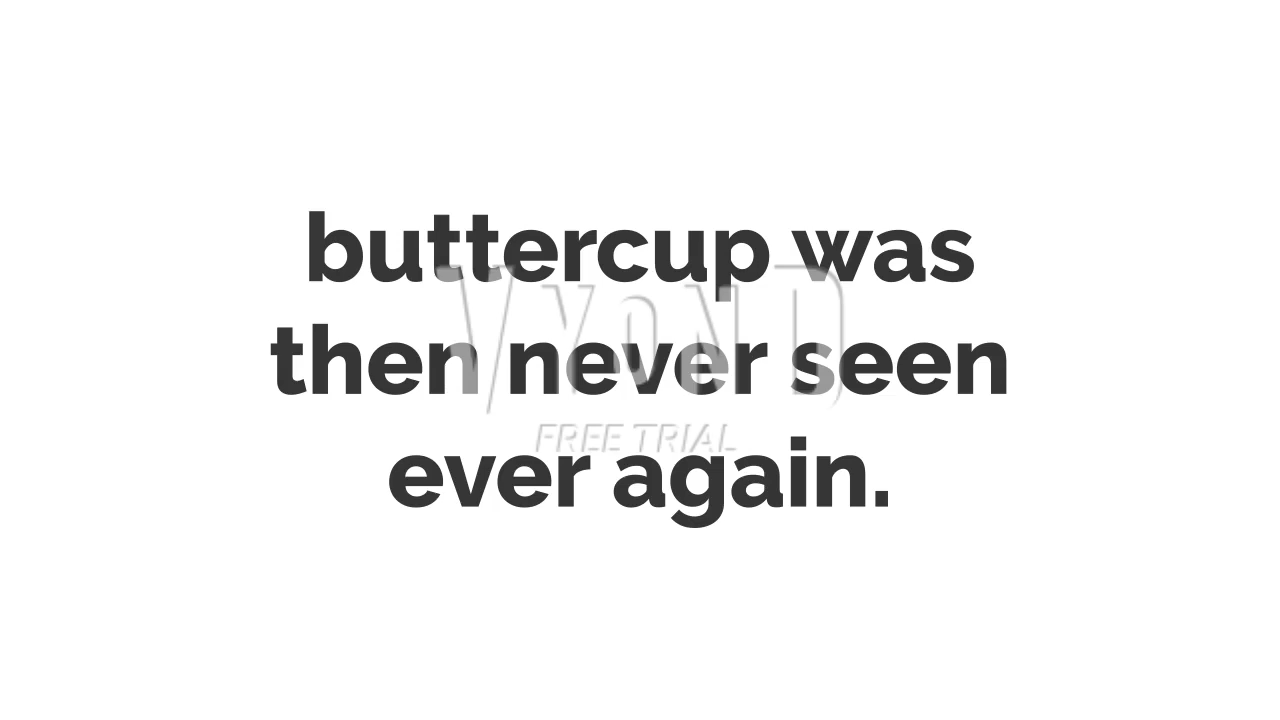 buttercup was
then never seen
ever again.
VYOND
FREE TRIAL